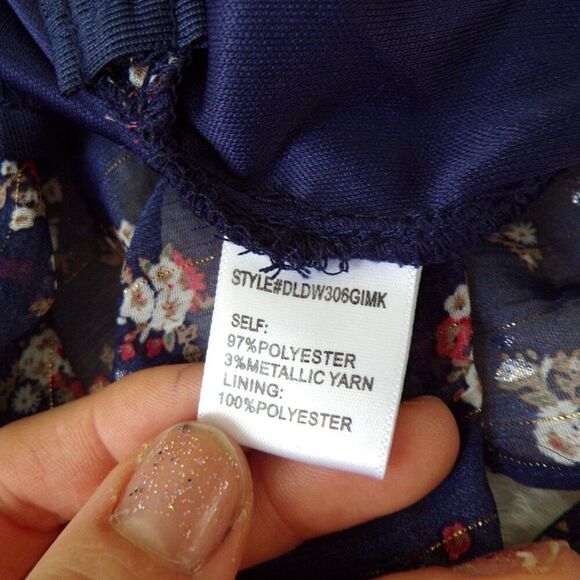 STYLE#DLDW306GIMK
SELF:
97%POLYESTER
3%METALLIC YARN
LINING:
100%POLYESTER